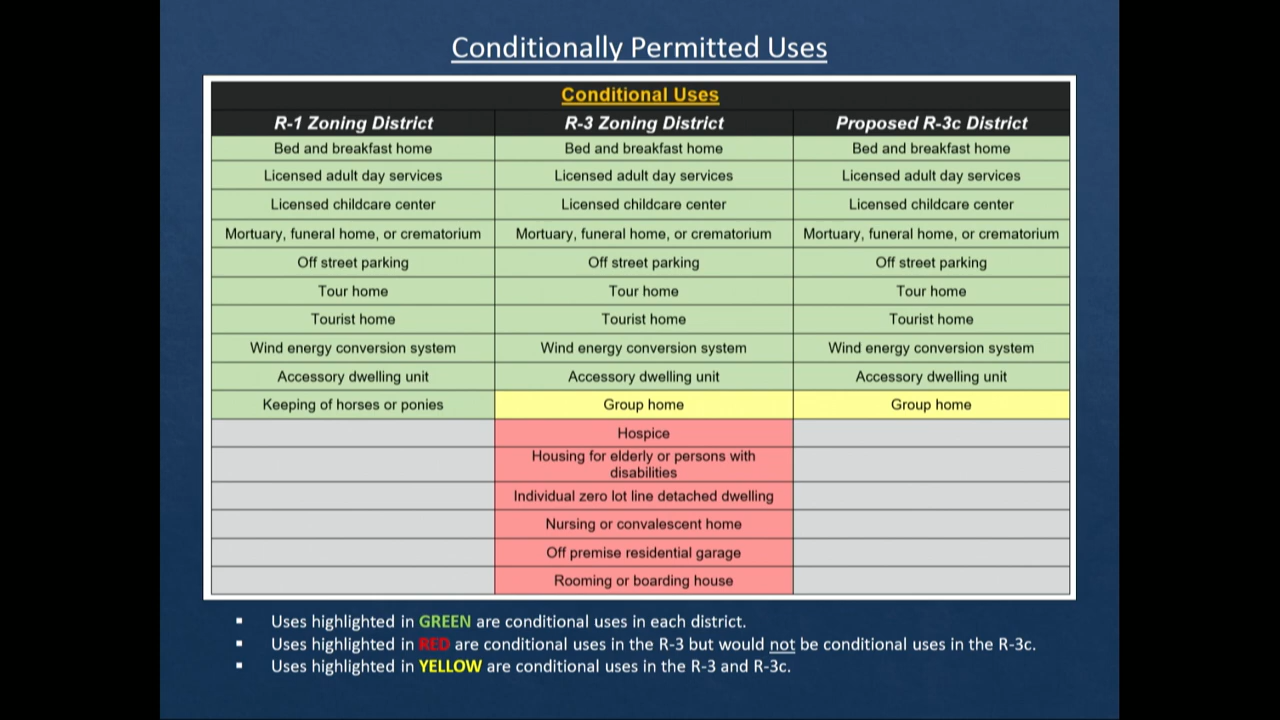 Conditionally Permitted Uses
Conditional Uses
R-1 Zoning District R-3 Zoning District Proposed R-3c District
Bed and breakfast home Bed and breakfast home Bed and breakfast home
Licensed adult day services Licensed adult day services Licensed adult day services
Licensed childcare center Licensed childcare center Licensed childcare center
Mortuary, funeral home, or crematorium Mortuary, funeral home, or crematorium Mortuary, funeral home, or crematorium
Off street parking Off street parking Off street parking
Tour home Tour home Tour home
Tourist home Tourist home Tourist home
Wind energy conversion system Wind energy conversion system Wind energy conversion system
Accessory dwelling unit Accessory dwelling unit Accessory dwelling unit
Keeping of horses or ponies Group home Group home
Hospice
Housing for elderly or persons with
disabilities
Individual zero lot line detached dwelling
Nursing or convalescent home
Off premise residential garage
Rooming or boarding house
▪ Uses highlighted in GREEN are conditional uses in each district.
▪ Uses highlighted in RED are conditional uses in the R-3 but would not be conditional uses in the R-3c.
▪ Uses highlighted in YELLOW are conditional uses in the R-3 and R-3c.